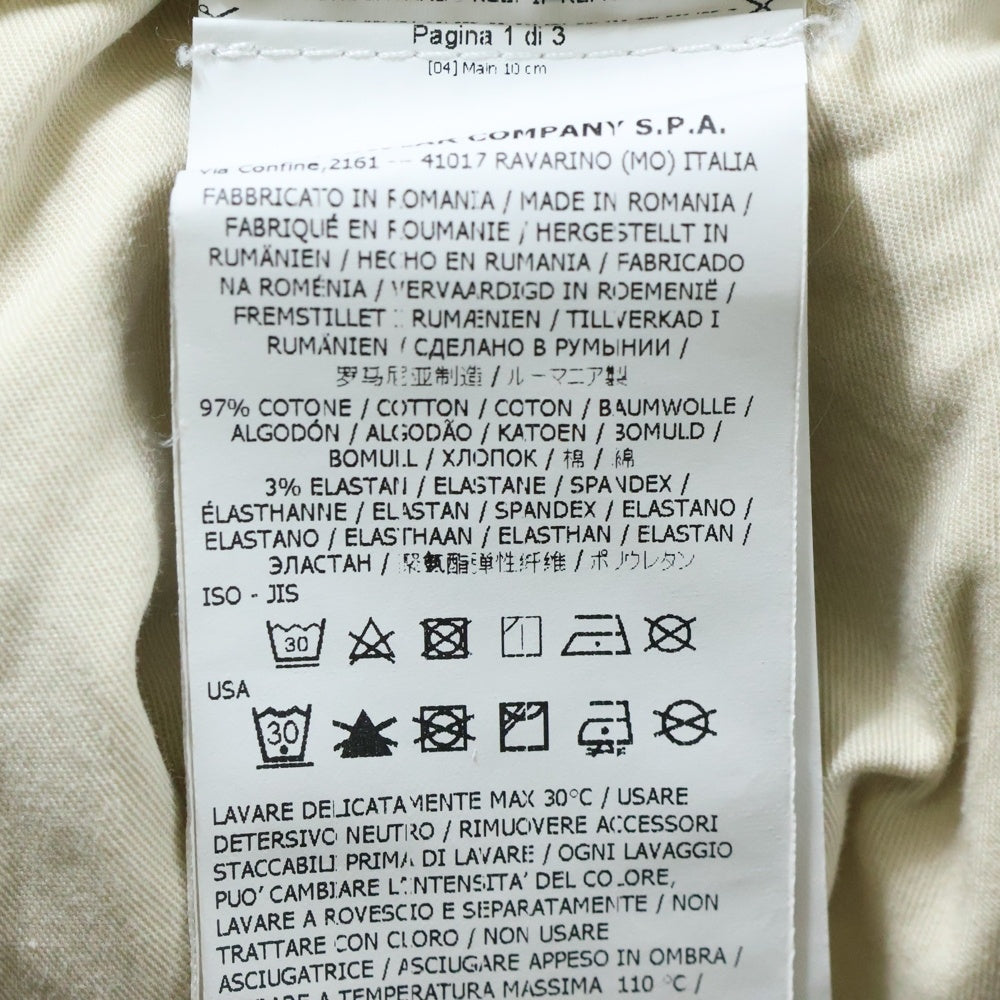 Pagina 1 di 3
[04] Main 10 cm
COMPANY S.P.A.
Via Confine,2161 -- 41017 RAVARINO (MO) ITALIA
FABBRICATO IN ROMANIA / MADE IN ROMANIA /
FABRIQUÉ EN ROUMANIE / HERGESTELLT IN
RUMÄNIEN / HECHO EN RUMANIA / FABRICADO
NA ROMÉNIA / VERVAARDIGD IN ROEMENIË /
FREMSTILLET I RUMÆNIEN / TILLVERKAD I
RUMÄNIEN / СДЕЛАНО В РУМЫНИИ /
罗马尼亚制造 / ルーマニア製
97% COTONE / COTTON / COTON / BAUMWOLLE /
ALGODÓN / ALGODÃO / KATOEN / BOMULD /
BOMULL / ХЛОПОК / 棉 / 綿
3% ELASTAN / ELASTANE / SPANDEX /
ÉLASTHANNE / ELASTAN / SPANDEX / ELASTANO /
ELASTANO / ELASTHAAN / ELASTHAN / ELASTAN /
ЭЛАСТАН / 聚氨酯弹性纤维 / ポリウレタン
ISO - JIS
30
USA
30
LAVARE DELICATAMENTE MAX 30°C / USARE
DETERSIVO NEUTRO / RIMUOVERE ACCESSORI
STACCABILI PRIMA DI LAVARE / OGNI LAVAGGIO
PUO' CAMBIARE L'INTENSITA' DEL COLORE,
LAVARE A ROVESCIO E SEPARATAMENTE / NON
TRATTARE CON CLORO / NON USARE
ASCIUGATRICE / ASCIUGARE APPESO IN OMBRA /
A TEMPERATURA MASSIMA 110 °C /